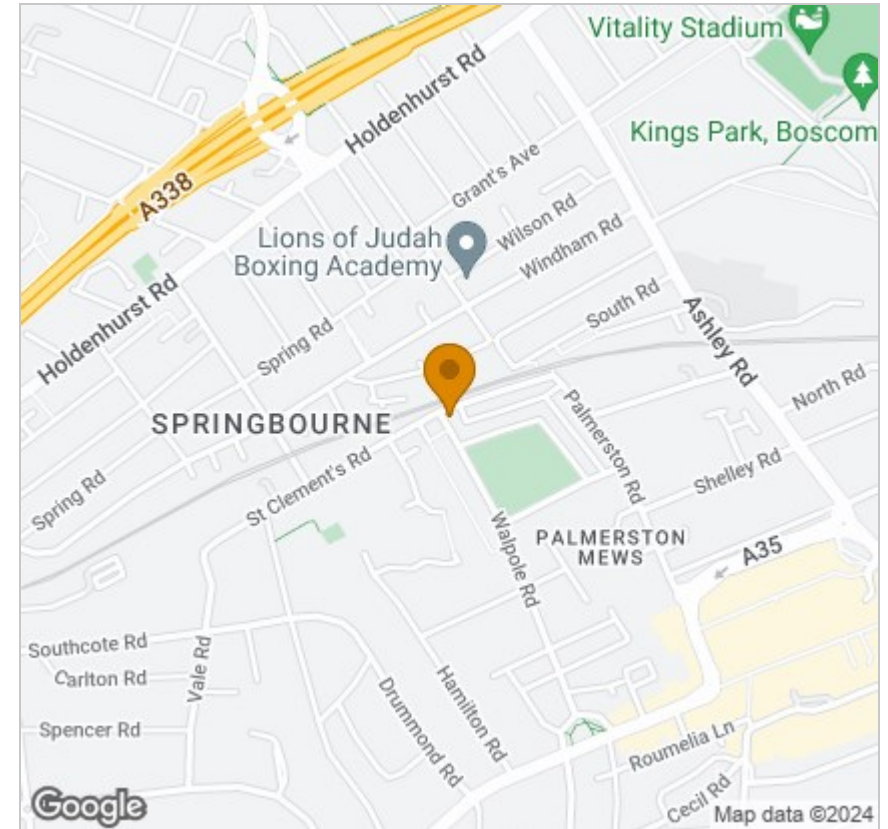 Vitality Stadium
Kings Park, Boscom
Holdenhurst Rd
A338
Grant's Ave
Lions of Judah
Boxing Academy
Wilson Rd
Windham Rd
South Rd
Holdenhurst Rd
Spring Rd
Ashley Rd
North Rd
SPRINGBOURNE
Palmerston Rd
Spring Rd
St Clement's Rd
Shelley Rd
Walpole Rd
PALMERSTON
MEWS
A35
Southcote Rd
Carlton Rd
Vale Rd
Spencer Rd
Drummond Rd
Hamilton Rd
Roumelia Ln
Cecil Rd
Google
Map data ©2024